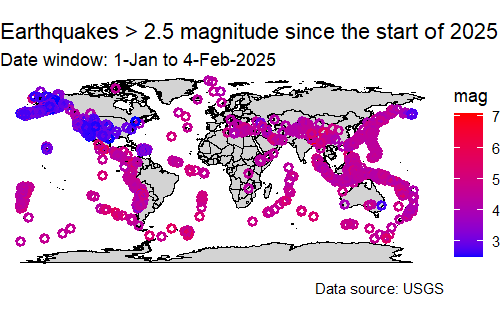 Earthquakes > 2.5 magnitude since the start of 2025
Date window: 1-Jan to 4-Feb-2025
mag
7
6
5
4
3
Data source: USGS